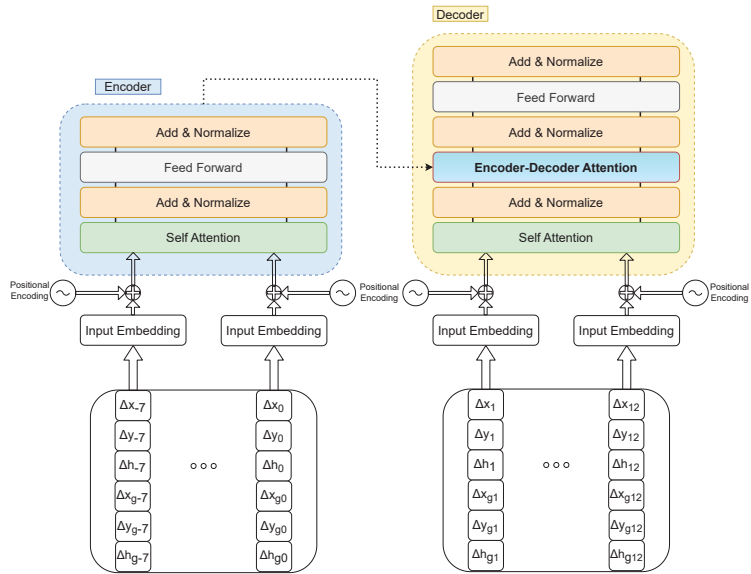 Encoder
Add & Normalize
Feed Forward
Add & Normalize
Self Attention
Positional
Encoding
Positional
Encoding
Input Embedding
Input Embedding
Δx-7
Δy-7
Δh-7
Δxg-7
Δyg-7
Δhg-7
Δx0
Δy0
Δh0
Δxg0
Δyg0
Δhg0
Decoder
Add & Normalize
Feed Forward
Add & Normalize
Encoder-Decoder Attention
Add & Normalize
Self Attention
Positional
Encoding
Positional
Encoding
Input Embedding
Input Embedding
Δx1
Δy1
Δh1
Δxg1
Δyg1
Δhg1
Δx12
Δy12
Δh12
Δxg12
Δyg12
Δhg12